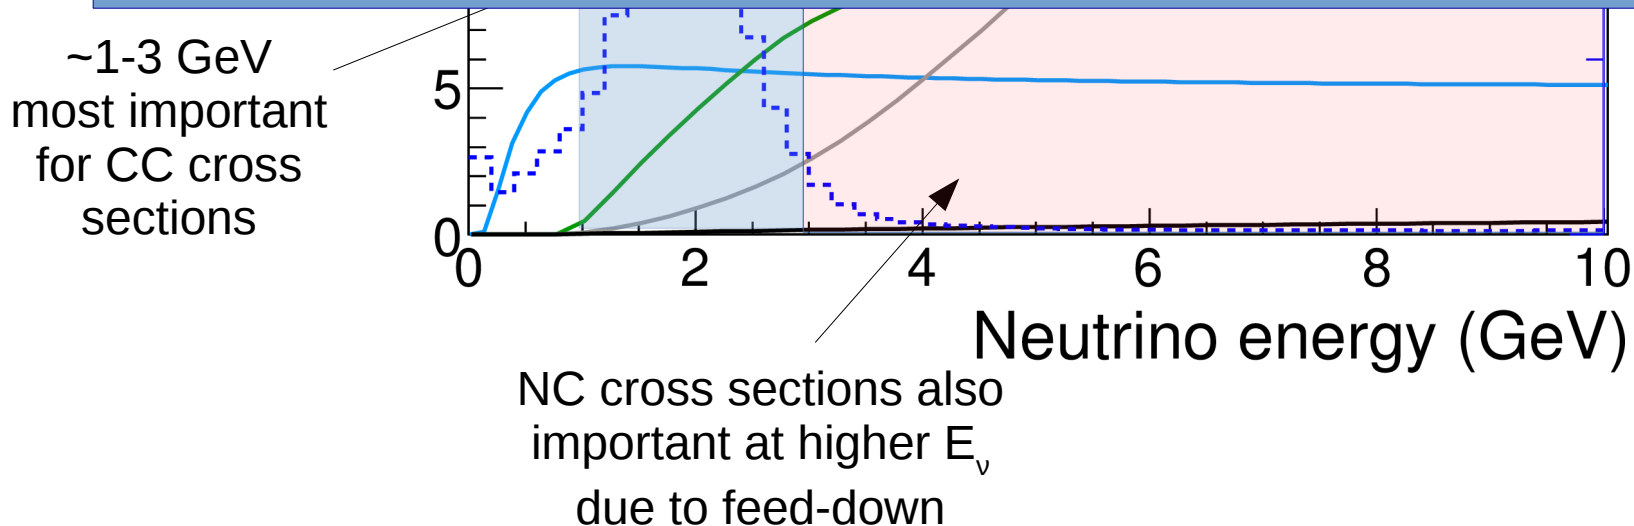 ~1-3 GeV
most important
for CC cross
sections
5
0
0 2 4 6 8 10
Neutrino energy (GeV)
NC cross sections also
important at higher Eν
due to feed-down